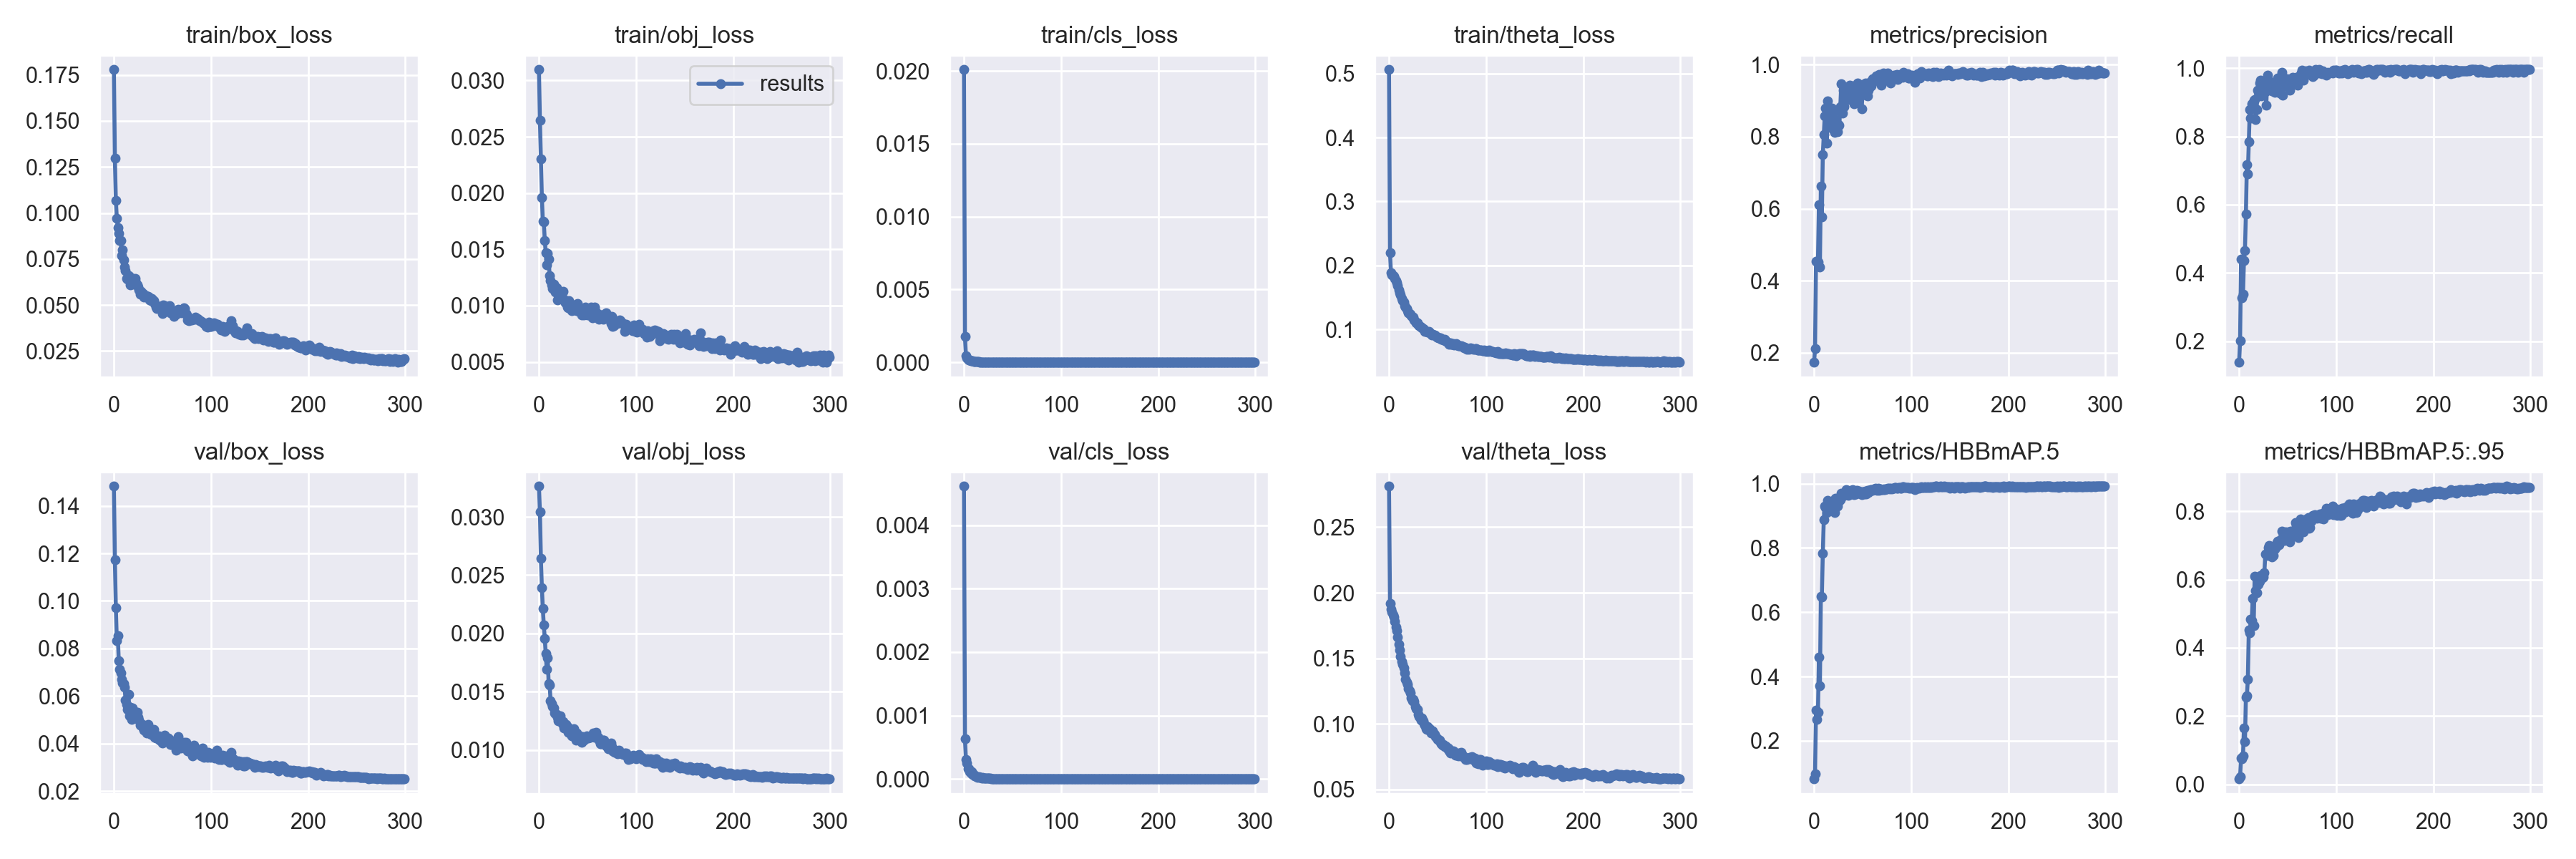 train/box_loss
0.175
0.150
0.125
0.100
0.075
0.050
0.025
0 100 200 300
train/obj_loss
results
0.030
0.025
0.020
0.015
0.010
0.005
0 100 200 300
train/cls_loss
0.020
0.015
0.010
0.005
0.000
0 100 200 300
train/theta_loss
0.5
0.4
0.3
0.2
0.1
0 100 200 300
metrics/precision
1.0
0.8
0.6
0.4
0.2
0 100 200 300
metrics/recall
1.0
0.8
0.6
0.4
0.2
0 100 200 300
val/box_loss
0.14
0.12
0.10
0.08
0.06
0.04
0.02
0 100 200 300
val/obj_loss
0.030
0.025
0.020
0.015
0.010
0 100 200 300
val/cls_loss
0.004
0.003
0.002
0.001
0.000
0 100 200 300
val/theta_loss
0.25
0.20
0.15
0.10
0.05
0 100 200 300
metrics/HBBmAP.5
1.0
0.8
0.6
0.4
0.2
0 100 200 300
metrics/HBBmAP.5:.95
0.8
0.6
0.4
0.2
0.0
0 100 200 300